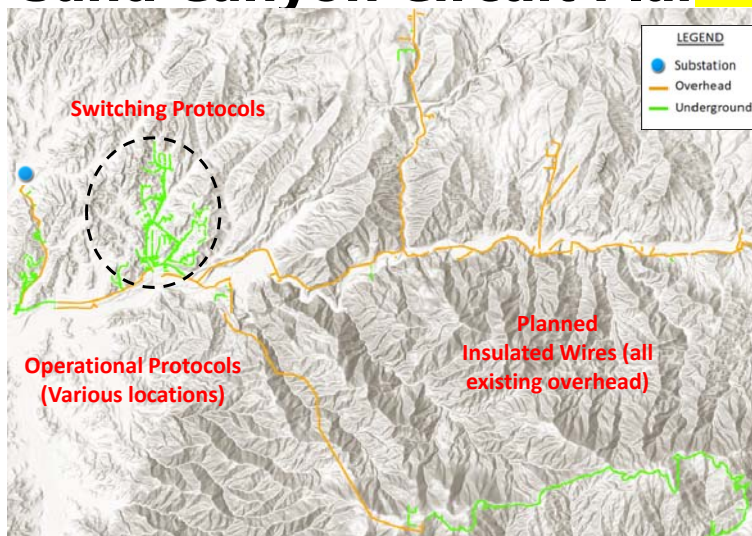 LEGEND
Substation
Overhead
Underground
Switching Protocols
Operational Protocols
(Various locations)
Planned
Insulated Wires (all
existing overhead)